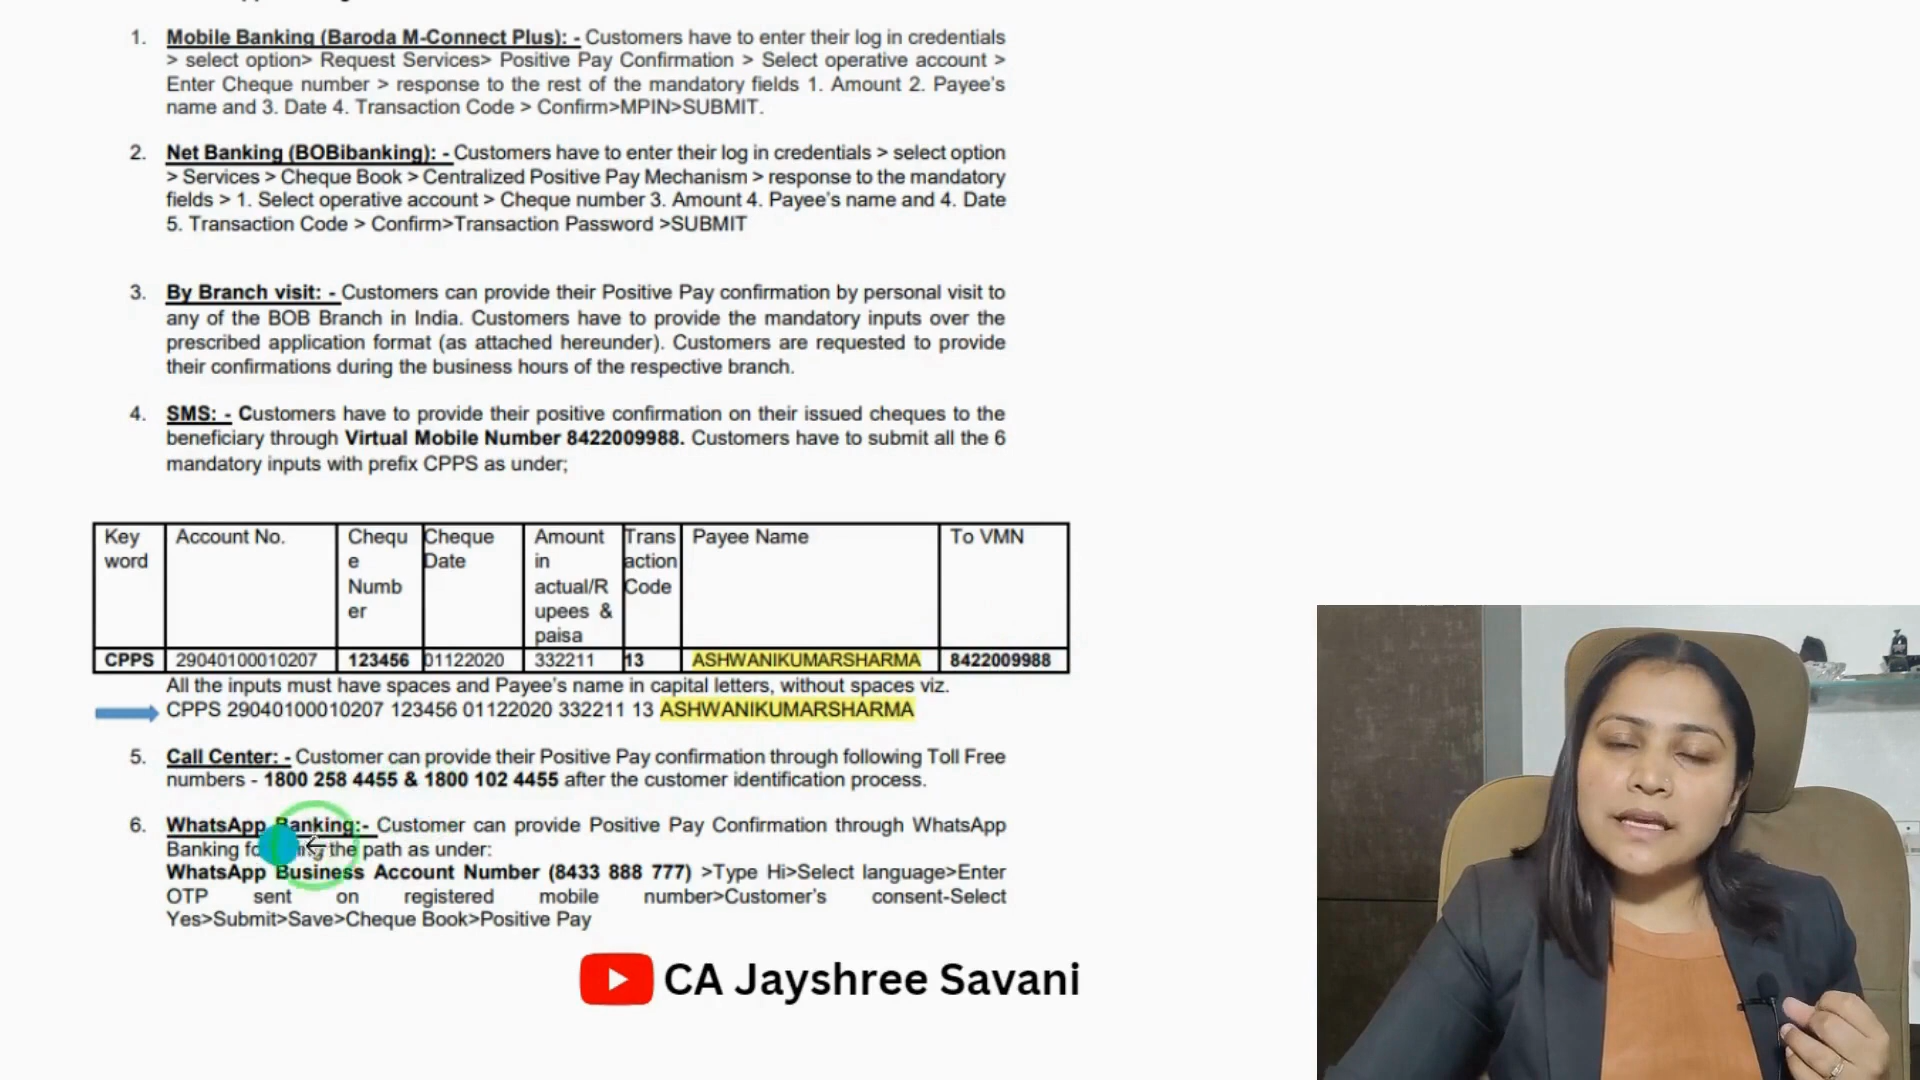 1. Mobile Banking (Baroda M-Connect Plus): - Customers have to enter their log in credentials
> select option> Request Services> Positive Pay Confirmation > Select operative account >
Enter Cheque number > response to the rest of the mandatory fields 1. Amount 2. Payee's
name and 3. Date 4. Transaction Code > Confirm>MPIN>SUBMIT.
2. Net Banking (BOBibanking): - Customers have to enter their log in credentials > select option
> Services > Cheque Book > Centralized Positive Pay Mechanism > response to the mandatory
fields > 1. Select operative account > Cheque number 3. Amount 4. Payee's name and 4. Date
5. Transaction Code > Confirm>Transaction Password >SUBMIT
3. By Branch visit: - Customers can provide their Positive Pay confirmation by personal visit to
any of the BOB Branch in India. Customers have to provide the mandatory inputs over the
prescribed application format (as attached hereunder). Customers are requested to provide
their confirmations during the business hours of the respective branch.
4. SMS: - Customers have to provide their positive confirmation on their issued cheques to the
beneficiary through Virtual Mobile Number 8422009988. Customers have to submit all the 6
mandatory inputs with prefix CPPS as under;
Key Account No. Chequ Cheque Amount Trans Payee Name To VMN
word e Date in action
Numb actual/R Code
er upees &
paisa
CPPS 29040100010207 123456 01122020 332211 13 ASHWANIKUMARSHARMA 8422009988
All the inputs must have spaces and Payee's name in capital letters, without spaces viz.
CPPS 29040100010207 123456 01122020 332211 13 ASHWANIKUMARSHARMA
5. Call Center: - Customer can provide their Positive Pay confirmation through following Toll Free
numbers - 1800 258 4455 & 1800 102 4455 after the customer identification process.
6. WhatsApp Banking:- Customer can provide Positive Pay Confirmation through WhatsApp
Banking the path as under:
WhatsApp Business Account Number (8433 888 777) >Type Hi>Select language>Enter
OTP sent on registered mobile number>Customer's consent-Select
Yes>Submit>Save>Cheque Book>Positive Pay
CA Jayshree Savani